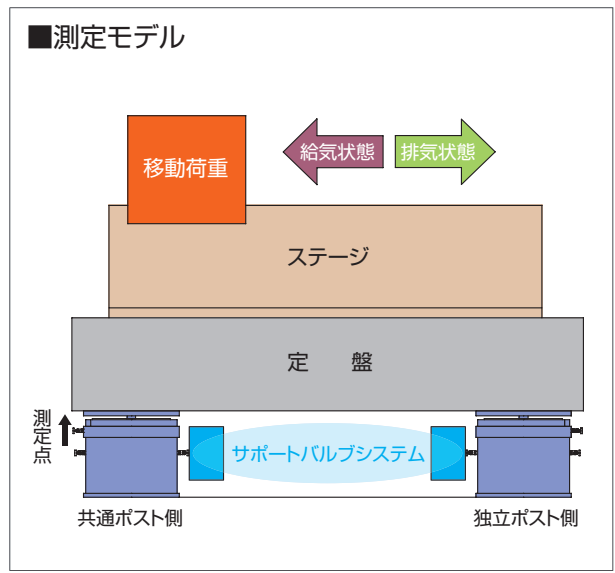 ■測定モデル
移動荷重
給気状態
排気状態
ステージ
定　盤
測定点
サポートバルブシステム
共通ポスト側
独立ポスト側